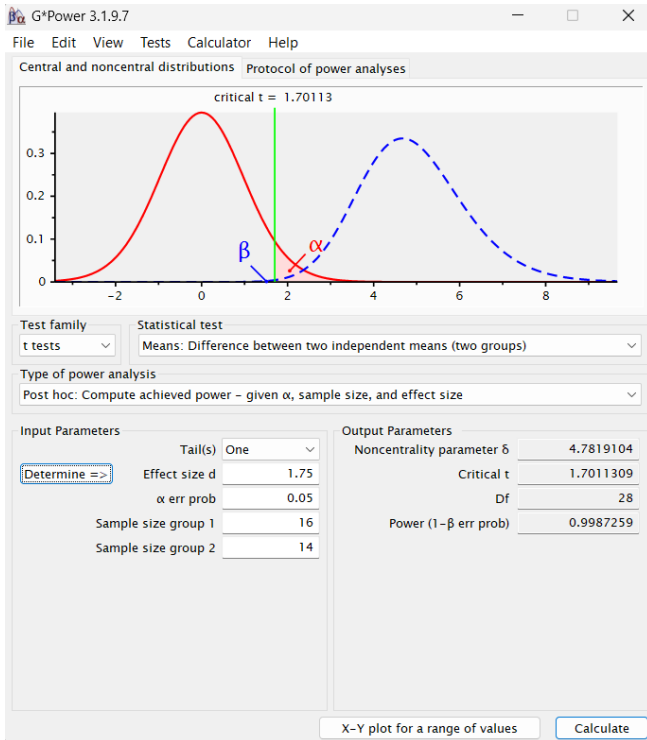 G*Power 3.1.9.7
File Edit View Tests Calculator Help
Central and noncentral distributions Protocol of power analyses
critical t = 1.70113
0.3
0.2
0.1
0
β
α
-2 0 2 4 6 8
Test family Statistical test
t tests Means: Difference between two independent means (two groups)
Type of power analysis
Post hoc: Compute achieved power – given α, sample size, and effect size
Input Parameters Output Parameters
Tail(s) One Noncentrality parameter δ 4.7819104
Determine => Effect size d 1.75 Critical t 1.7011309
α err prob 0.05 Df 28
Sample size group 1 16 Power (1-β err prob) 0.9987259
Sample size group 2 14
X-Y plot for a range of values Calculate